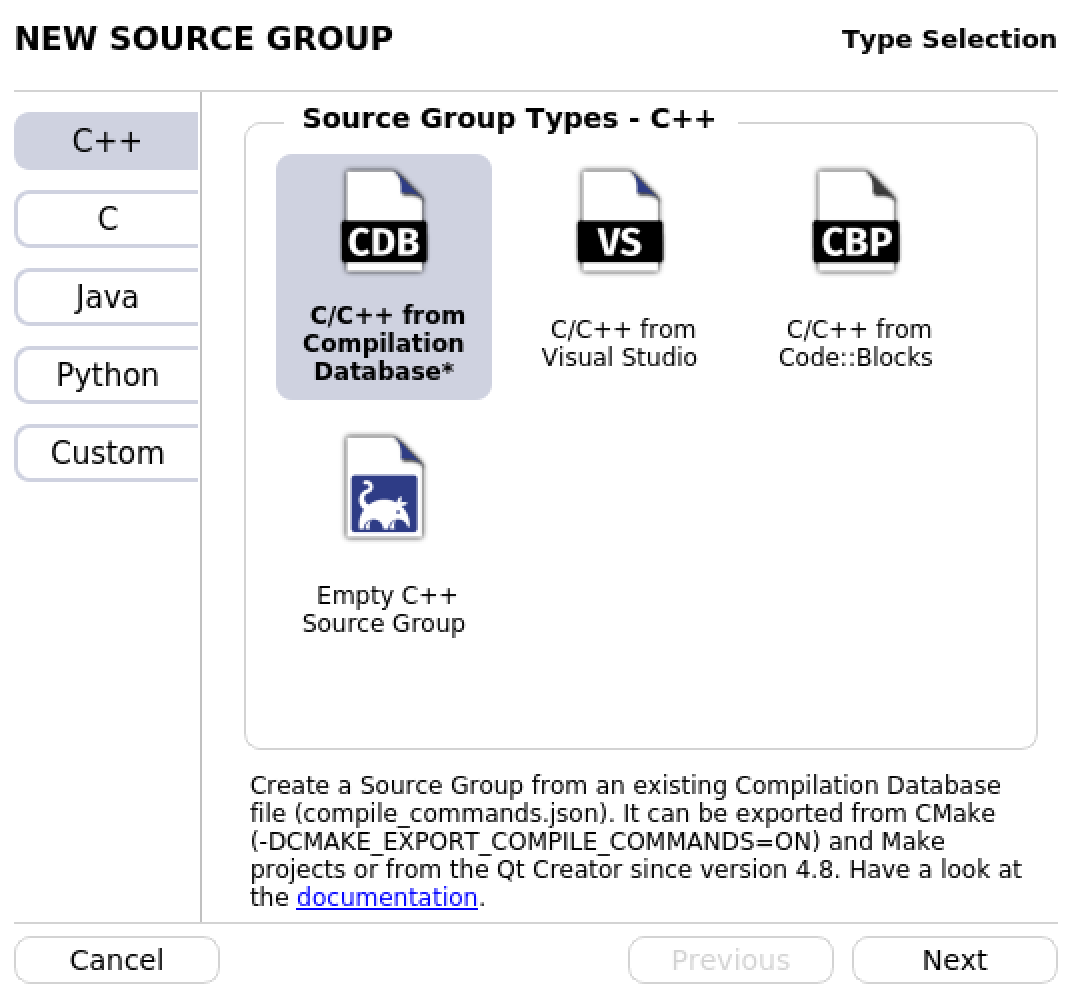 NEW SOURCE GROUP
Type Selection
C++
C
Java
Python
Custom
Source Group Types - C++
CDB
C/C++ from
Compilation
Database*
VS
C/C++ from
Visual Studio
CBP
C/C++ from
Code::Blocks
Empty C++
Source Group
Create a Source Group from an existing Compilation Database
file (compile_commands.json). It can be exported from CMake
(-DCMAKE_EXPORT_COMPILE_COMMANDS=ON) and Make
projects or from the Qt Creator since version 4.8. Have a look at
the documentation.
Cancel
Previous
Next